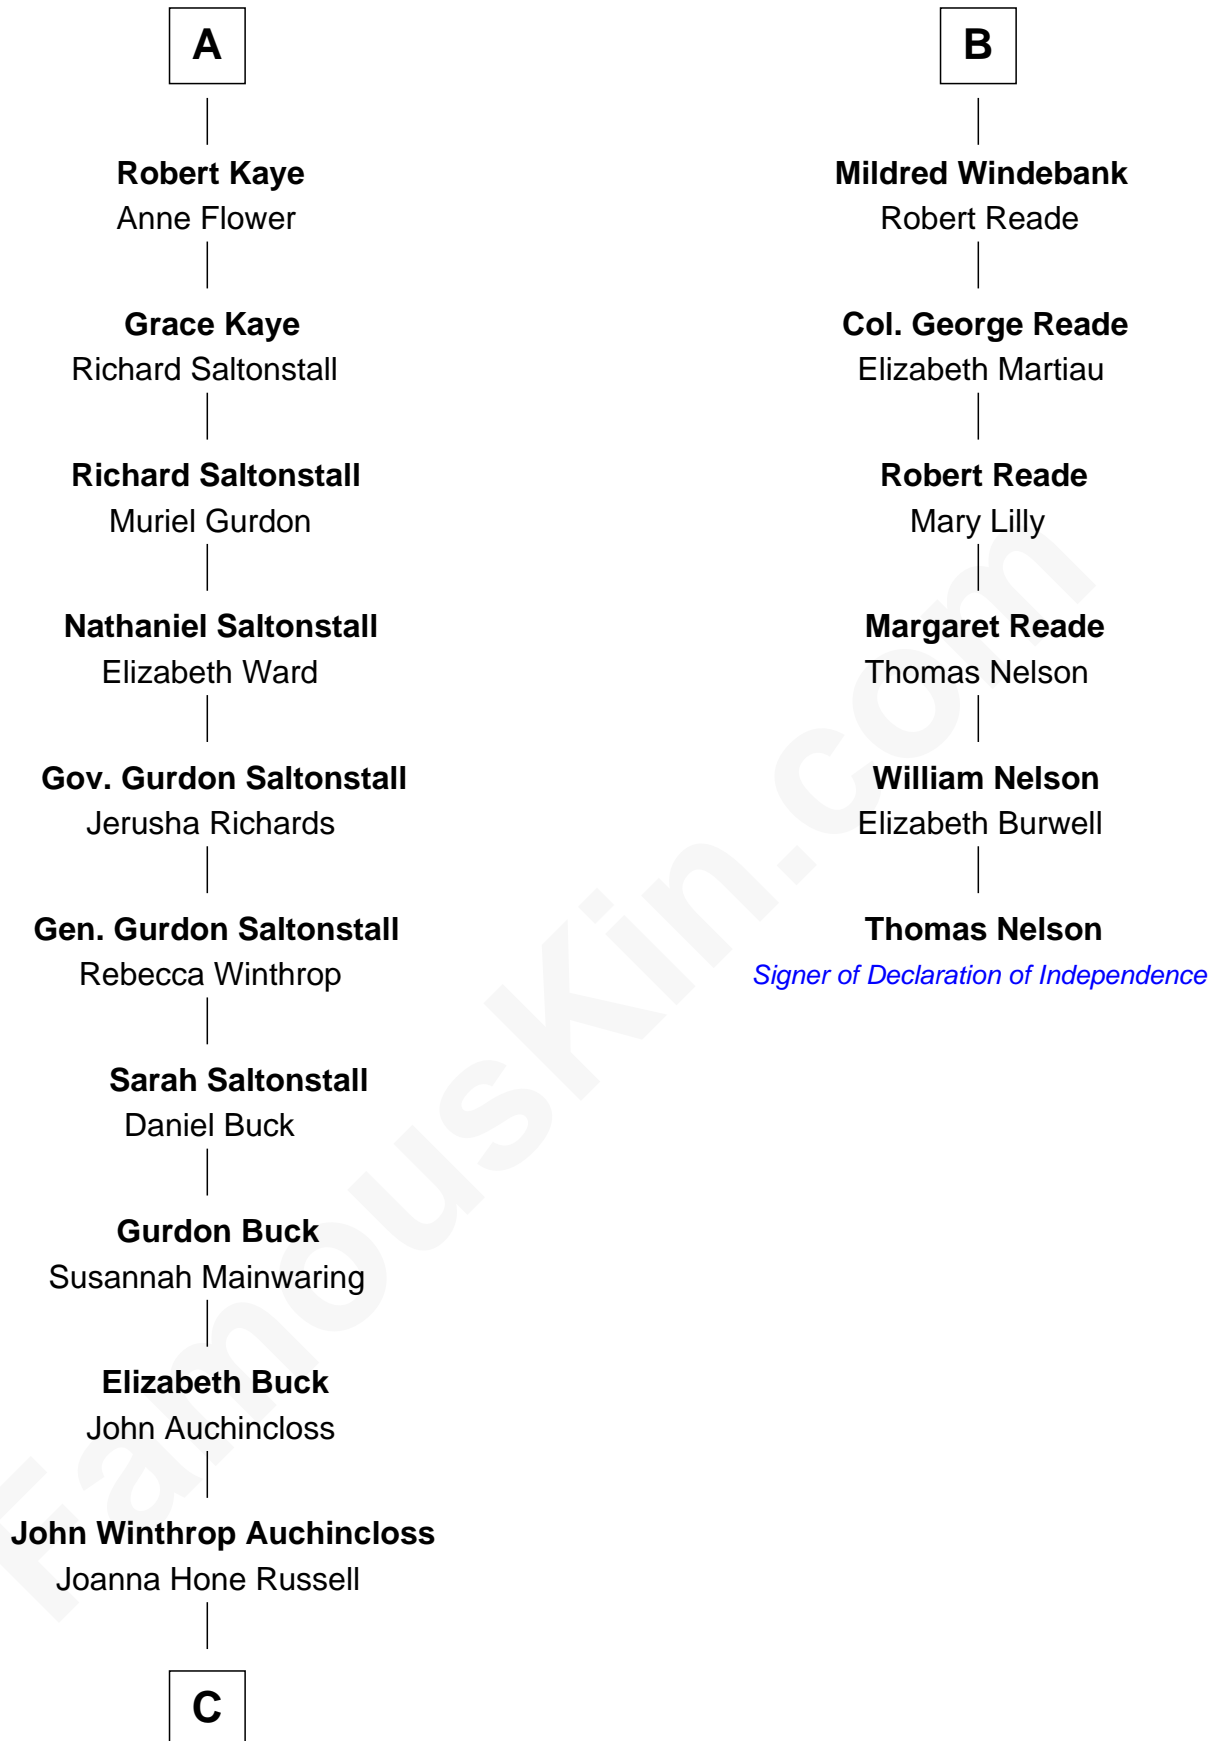 A
Robert Kaye
Anne Flower
Grace Kaye
Richard Saltonstall
Richard Saltonstall
Muriel Gurdon
Nathaniel Saltonstall
Elizabeth Ward
Gov. Gurdon Saltonstall
Jerusha Richards
Gen. Gurdon Saltonstall
Rebecca Winthrop
Sarah Saltonstall
Daniel Buck
Gurdon Buck
Susannah Mainwaring
Elizabeth Buck
John Auchincloss
John Winthrop Auchincloss
Joanna Hone Russell
C
B
Mildred Windebank
Robert Reade
Col. George Reade
Elizabeth Martiau
Robert Reade
Mary Lilly
Margaret Reade
Thomas Nelson
William Nelson
Elizabeth Burwell
Thomas Nelson
Signer of Declaration of Independence
FamousKin.com